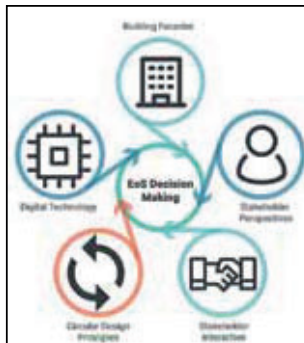 Building Facades
EoS Decision
Making
Digital Technology
Stakeholder
Perspectives
Circular Design
Principles
Stakeholder
Interaction